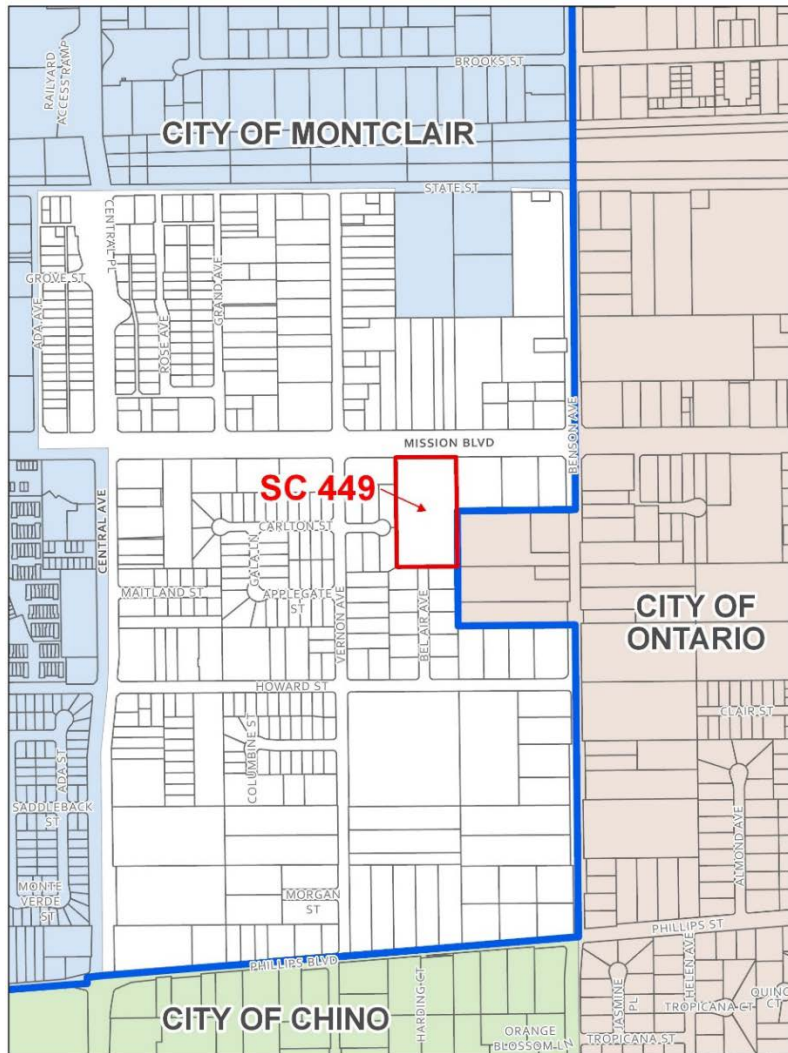 BROOKS ST
RAILYARD
ACCESS RAMP
CITY OF MONTCLAIR
STATE ST
CENTRAL PL
GROVE ST
GRAND AVE
ADA AVE
ROSE AVE
MISSION BLVD
BENSON AVE
SC 449
CENTRAL AVE
CARLTON ST
GALA LN
MAITLAND ST
APPLEGATE
ST
VERNON AVE
BEL AIR AVE
CITY OF
ONTARIO
HOWARD ST
CLAIR ST
COLUMBINE ST
ADA ST
SADDLEBACK
ST
ALMOND AVE
MONTE
VERDE ST
MORGAN
ST
PHILLIPS ST
PHILLIPS BLVD
HELEN AVE
HARDING CT
JASMINE
PL
QUINCE
CT
TROPICANA CT
CITY OF CHINO
ORANGE
BLOSSOM LN
TROPICANA ST